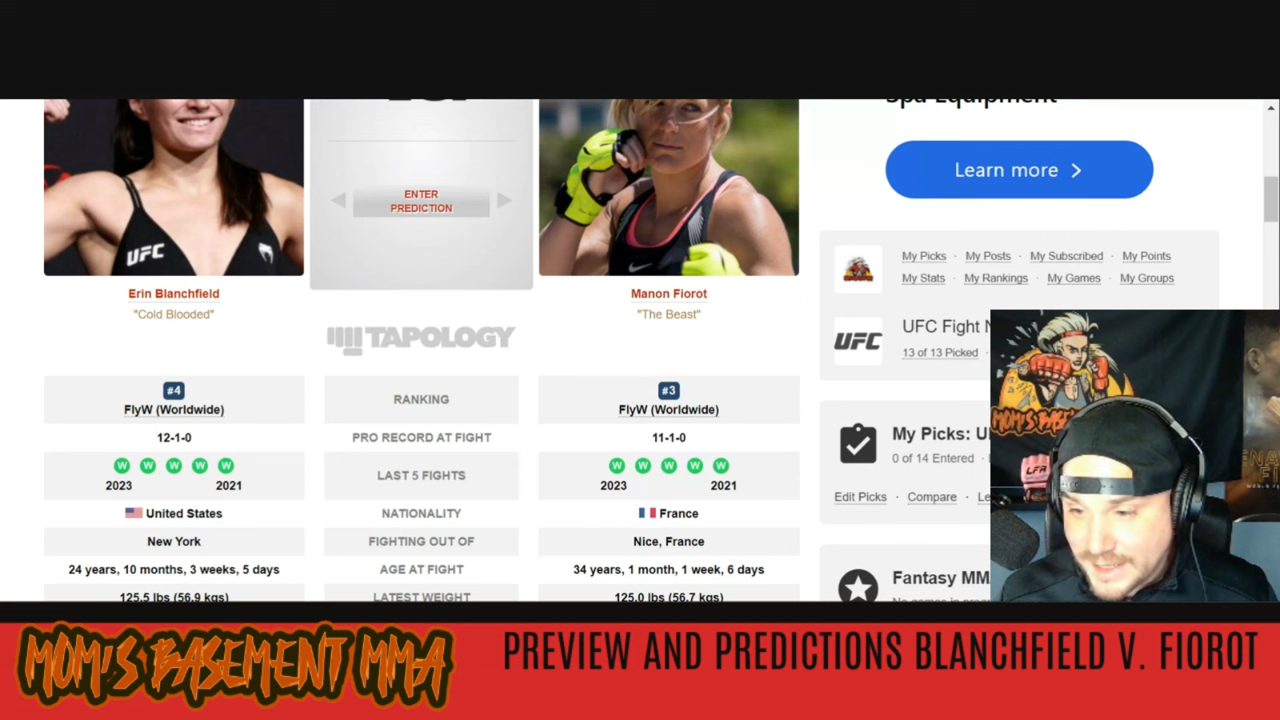 Spa Equipment
Learn more
ENTER
PREDICTION
UFC
My Picks · My Posts · My Subscribed · My Points
My Stats · My Rankings · My Games · My Groups
Erin Blanchfield
"Cold Blooded"
Manon Fiorot
"The Beast"
TAPOLOGY
UFC
UFC Fight
13 of 13 Picked
#4
FlyW (Worldwide)
RANKING
#3
FlyW (Worldwide)
12-1-0
PRO RECORD AT FIGHT
11-1-0
My Picks:
0 of 14 Entered
W W W W W
2023 2021
LAST 5 FIGHTS
W W W W W
2023 2021
Edit Picks · Compare ·
LFA
United States
NATIONALITY
France
New York
FIGHTING OUT OF
Nice, France
24 years, 10 months, 3 weeks, 5 days
AGE AT FIGHT
34 years, 1 month, 1 week, 6 days
Fantasy MM
125.5 lbs (56.9 kgs)
LATEST WEIGHT
125.0 lbs (56.7 kgs)
MOM'S BASEMENT MMA
PREVIEW AND PREDICTIONS BLANCHFIELD V. FIOROT